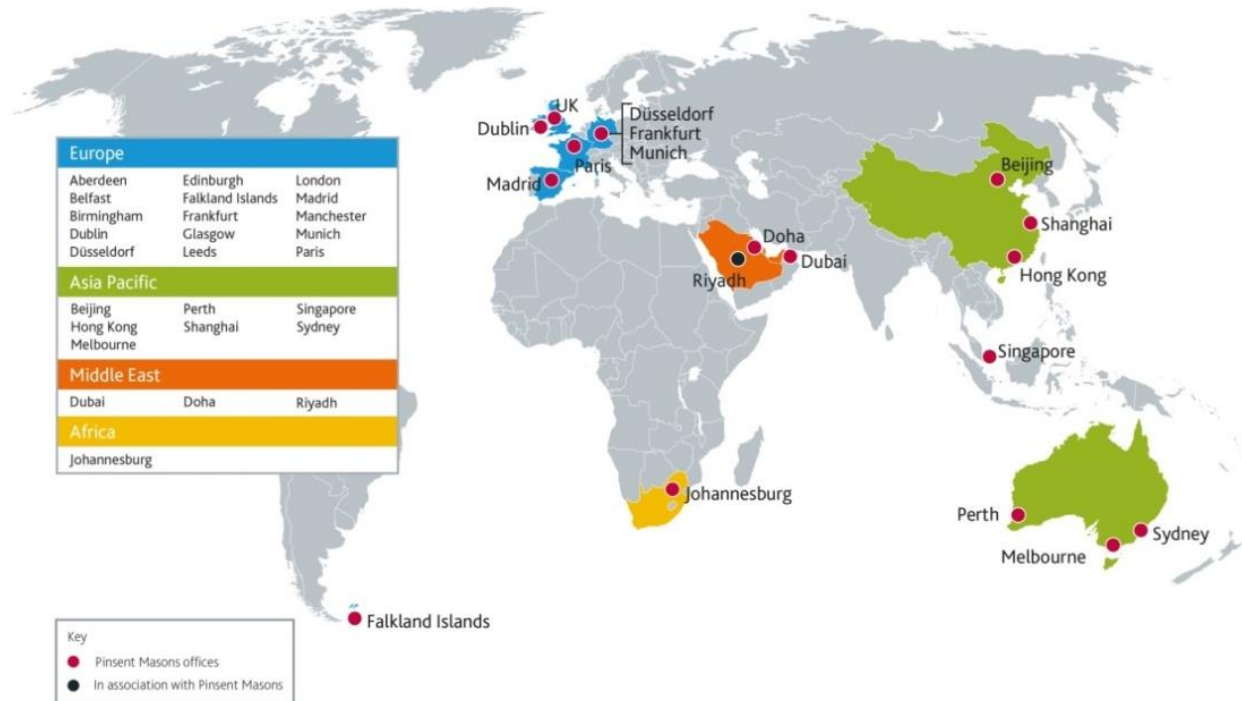 Europe
Aberdeen Edinburgh London
Belfast Falkland Islands Madrid
Birmingham Frankfurt Manchester
Dublin Glasgow Munich
Düsseldorf Leeds Paris
Asia Pacific
Beijing Perth Singapore
Hong Kong Shanghai Sydney
Melbourne
Middle East
Dubai Doha Riyadh
Africa
Johannesburg
UK
Dublin
Düsseldorf
Frankfurt
Munich
Paris
Madrid
Beijing
Shanghai
Hong Kong
Doha
Dubai
Riyadh
Singapore
Johannesburg
Perth
Sydney
Melbourne
Falkland Islands
Key
Pinsent Masons offices
In association with Pinsent Masons